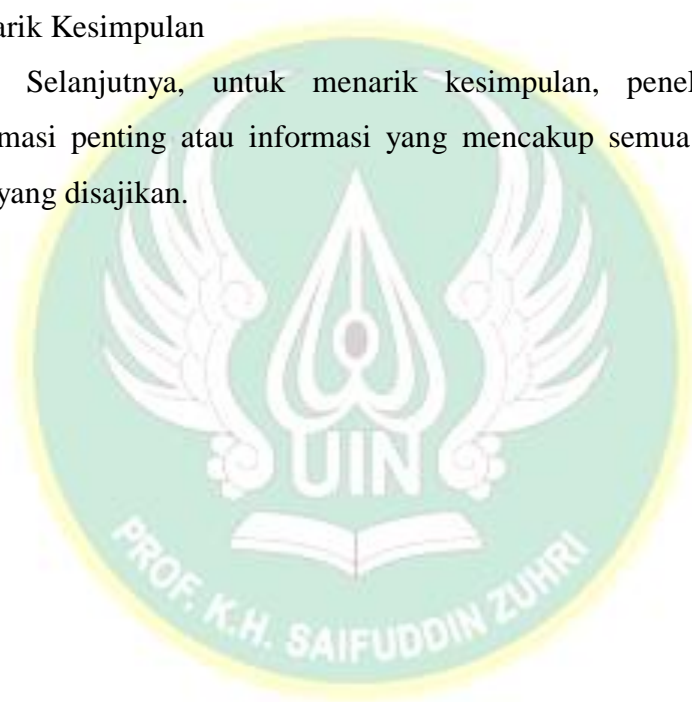 arik Kesimpulan
Selanjutnya, untuk menarik kesimpulan, penel
masi penting atau informasi yang mencakup semua
yang disajikan.
UIN
PROF. K.H. SAIFUDDIN ZUHRI